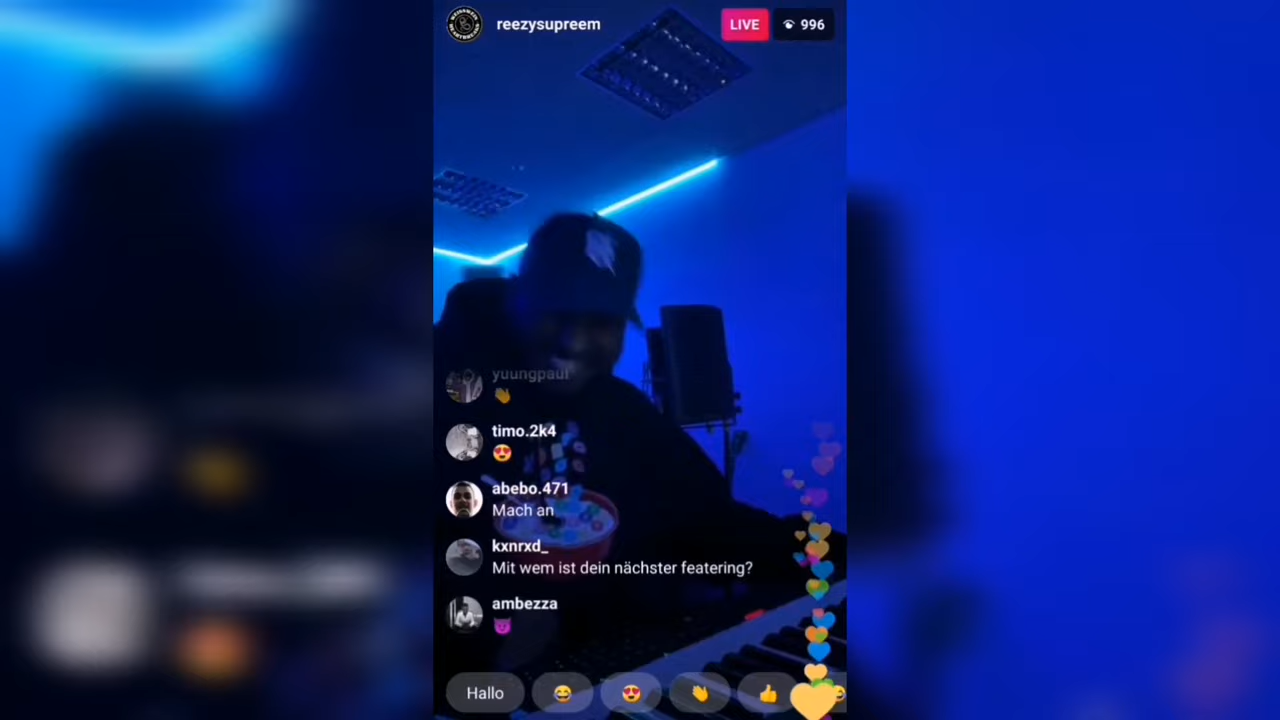 reezysupreem
LIVE
996
yuungpaul
👋
timo.2k4
😍
abebo.471
Mach an
kxnrxd_
Mit wem ist dein nächster featering?
ambezza
😈
Hallo
😂 😍 👋 👍